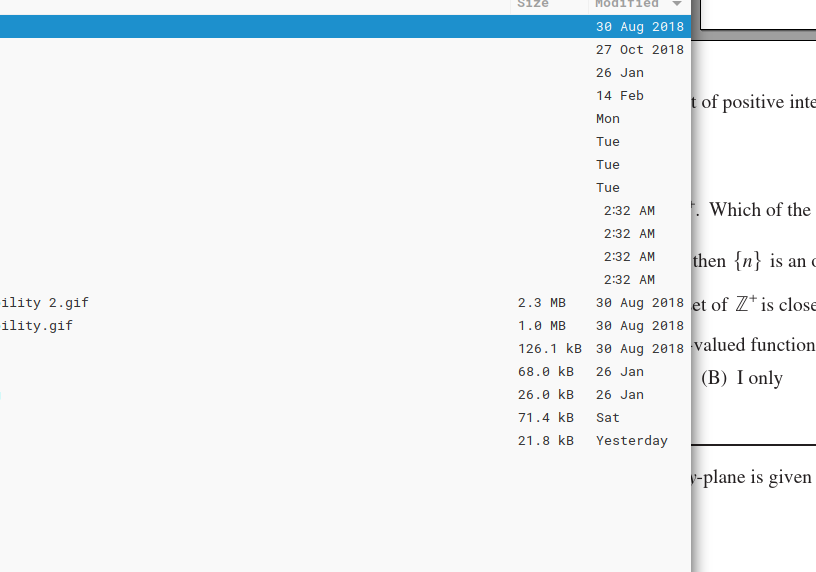 Size Modified
30 Aug 2018
27 Oct 2018
26 Jan
14 Feb
Mon
Tue
Tue
Tue
2:32 AM
2:32 AM
2:32 AM
2:32 AM
ility 2.gif 2.3 MB 30 Aug 2018
ility.gif 1.0 MB 30 Aug 2018
126.1 kB 30 Aug 2018
68.0 kB 26 Jan
26.0 kB 26 Jan
71.4 kB Sat
21.8 kB Yesterday
t of positive inte
+. Which of the
then {n} is an o
et of ℤ⁺ is close
-valued function
(B) I only
y-plane is given